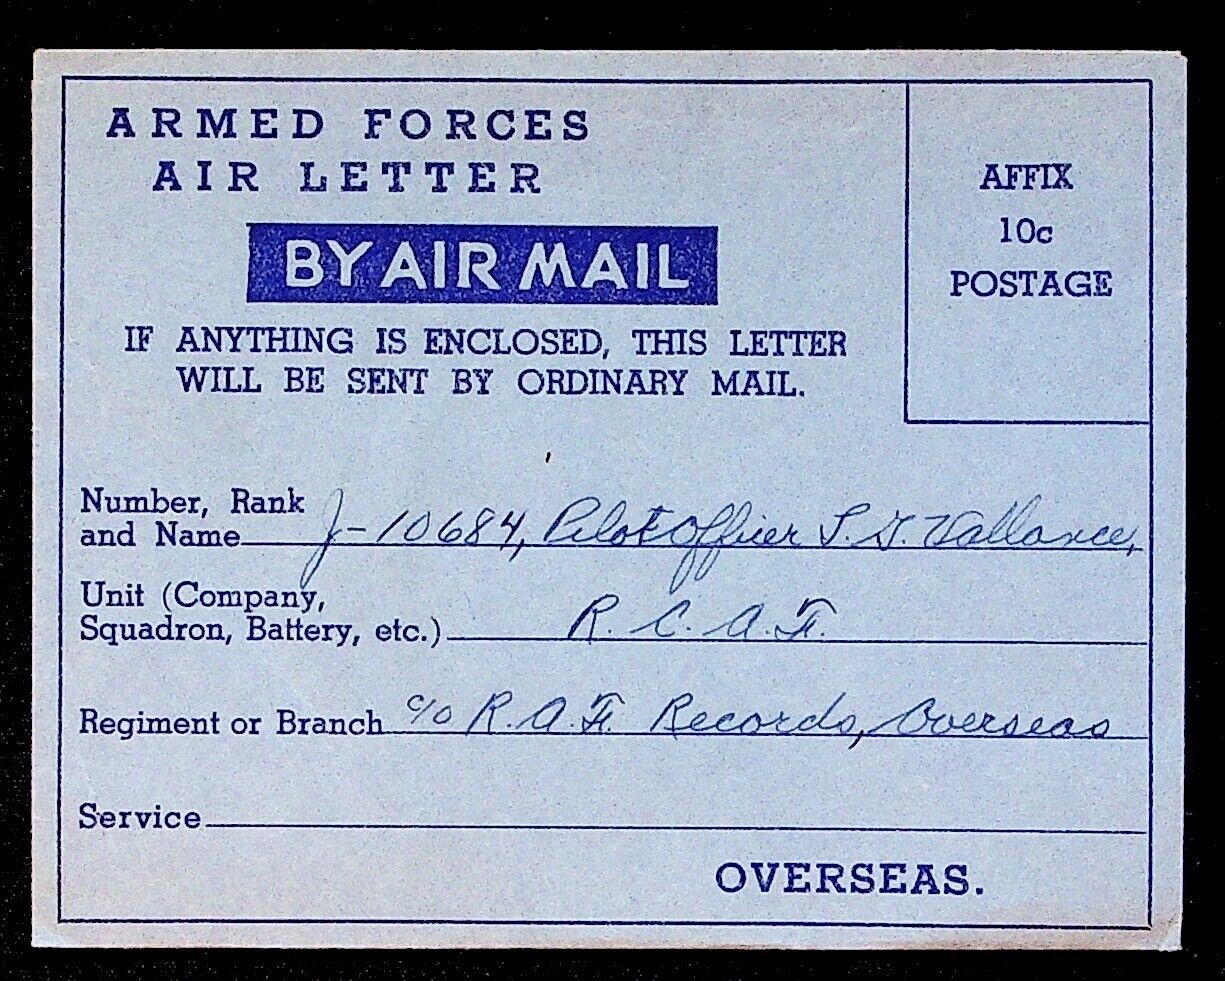 ARMED FORCES
AIR LETTER
BY AIR MAIL
IF ANYTHING IS ENCLOSED, THIS LETTER
WILL BE SENT BY ORDINARY MAIL.
AFFIX
10c
POSTAGE
Number, Rank
and Name J-10684, Pilot Officer Vallance,
Unit (Company,
Squadron, Battery, etc.) R. C. A. F.
Regiment or Branch c/o R. A. F. Records, Overseas
Service
OVERSEAS.